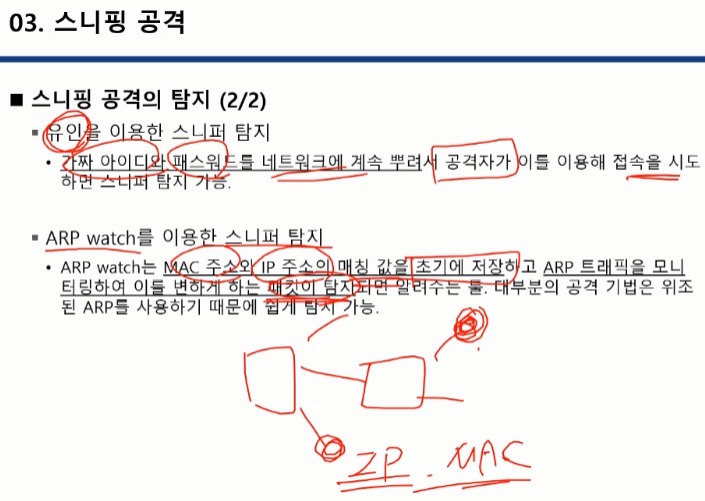 03. 스니핑 공격
■ 스니핑 공격의 탐지 (2/2)
▪ 유인을 이용한 스니퍼 탐지
• 가짜 아이디와 패스워드를 네트워크에 계속 뿌려서 공격자가 이를 이용해 접속을 시도
하면 스니퍼 탐지 가능.
▪ ARP watch를 이용한 스니퍼 탐지
• ARP watch는 MAC 주소와 IP 주소의 매칭 값을 초기에 저장하고 ARP 트래픽을 모니
터링하여 이를 변하게 하는 패킷이 탐지되면 알려주는 툴. 대부분의 공격 기법은 위조
된 ARP를 사용하기 때문에 쉽게 탐지 가능.
IP . MAC